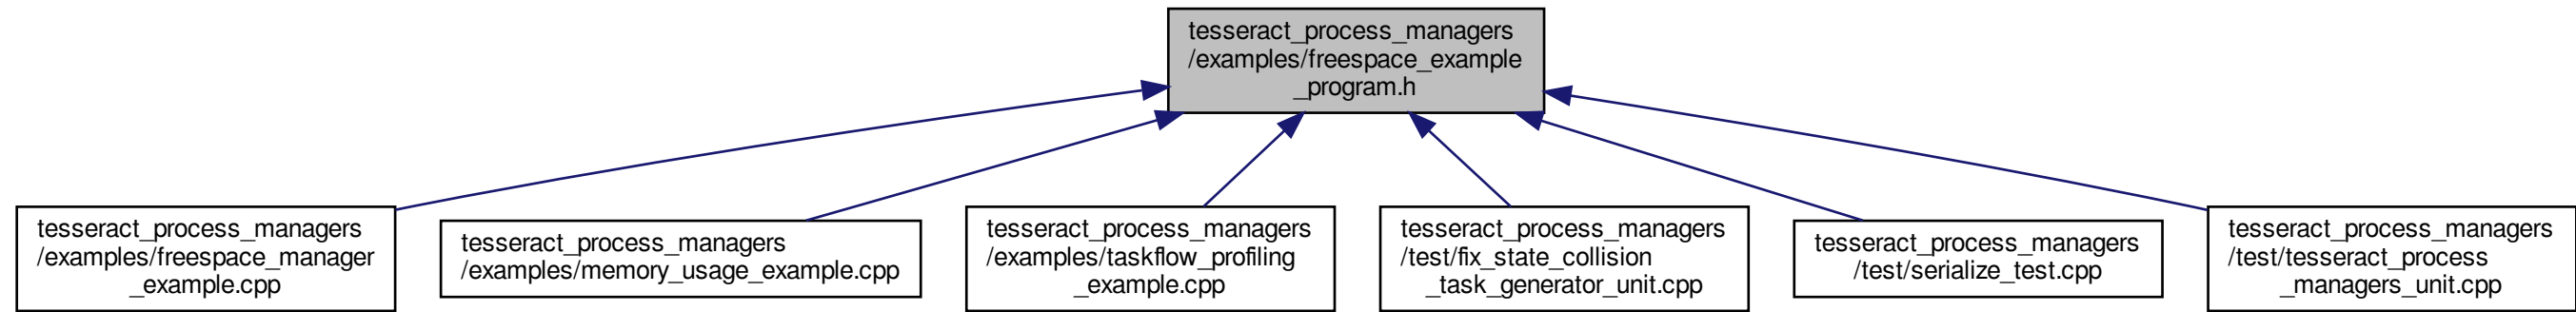 tesseract_process_managers
/examples/freespace_example
_program.h
tesseract_process_managers
/examples/freespace_manager
_example.cpp
tesseract_process_managers
/examples/memory_usage_example.cpp
tesseract_process_managers
/examples/taskflow_profiling
_example.cpp
tesseract_process_managers
/test/fix_state_collision
_task_generator_unit.cpp
tesseract_process_managers
/test/serialize_test.cpp
tesseract_process_managers
/test/tesseract_process
_managers_unit.cpp